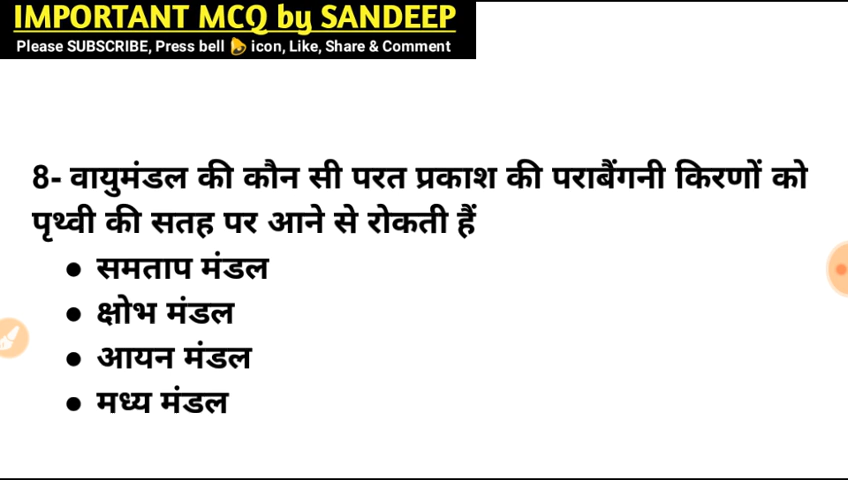 IMPORTANT MCQ by SANDEEP
Please SUBSCRIBE, Press bell 🔔 icon, Like, Share & Comment
8- वायुमंडल की कौन सी परत प्रकाश की पराबैंगनी किरणों को
पृथ्वी की सतह पर आने से रोकती हैं
● समताप मंडल
● क्षोभ मंडल
● आयन मंडल
● मध्य मंडल